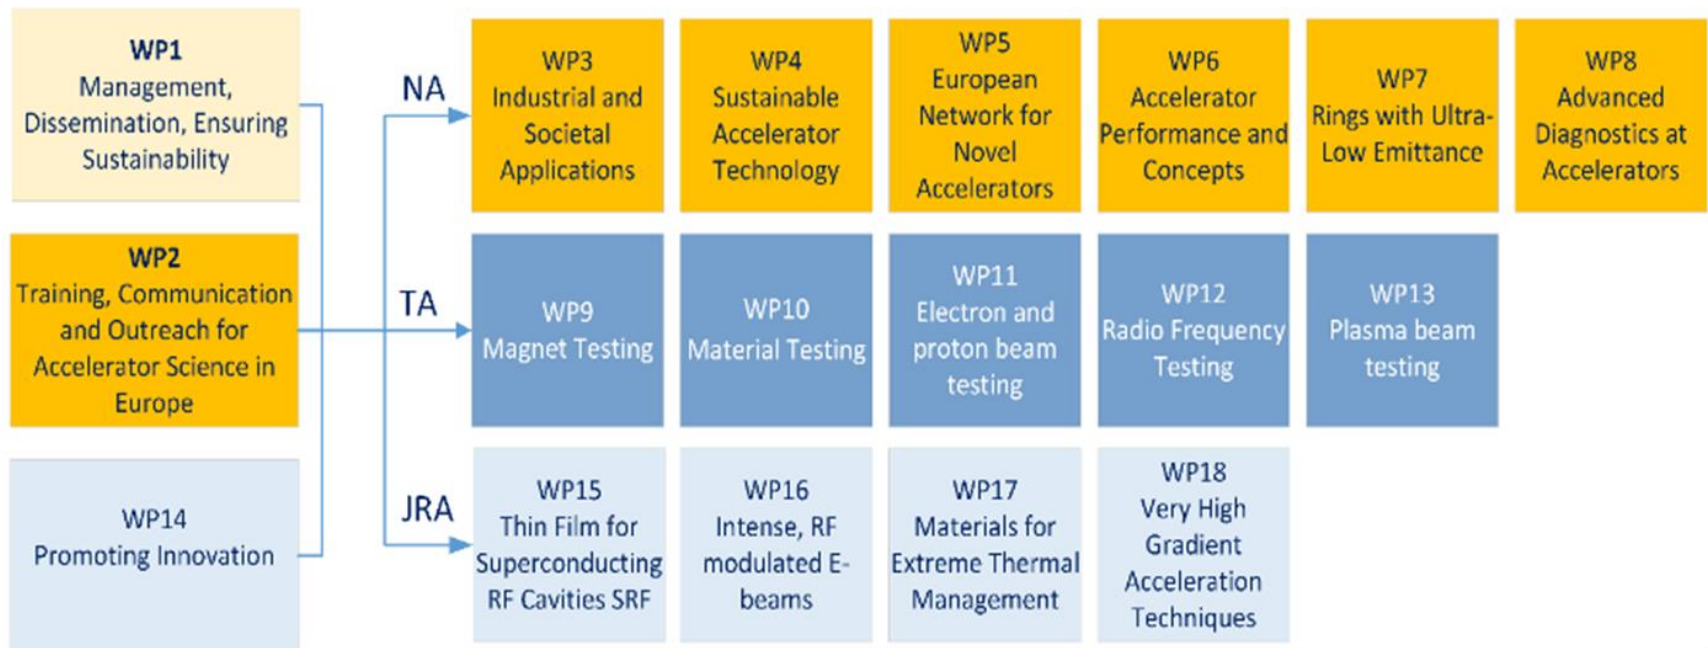 WP1
Management,
Dissemination, Ensuring
Sustainability
WP2
Training, Communication
and Outreach for
Accelerator Science in
Europe
WP14
Promoting Innovation
NA
WP3
Industrial and
Societal
Applications
WP4
Sustainable
Accelerator
Technology
WP5
European
Network for
Novel
Accelerators
WP6
Accelerator
Performance and
Concepts
WP7
Rings with Ultra-
Low Emittance
WP8
Advanced
Diagnostics at
Accelerators
TA
WP9
Magnet Testing
WP10
Material Testing
WP11
Electron and
proton beam
testing
WP12
Radio Frequency
Testing
WP13
Plasma beam
testing
JRA
WP15
Thin Film for
Superconducting
RF Cavities SRF
WP16
Intense, RF
modulated E-
beams
WP17
Materials for
Extreme Thermal
Management
WP18
Very High
Gradient
Acceleration
Techniques